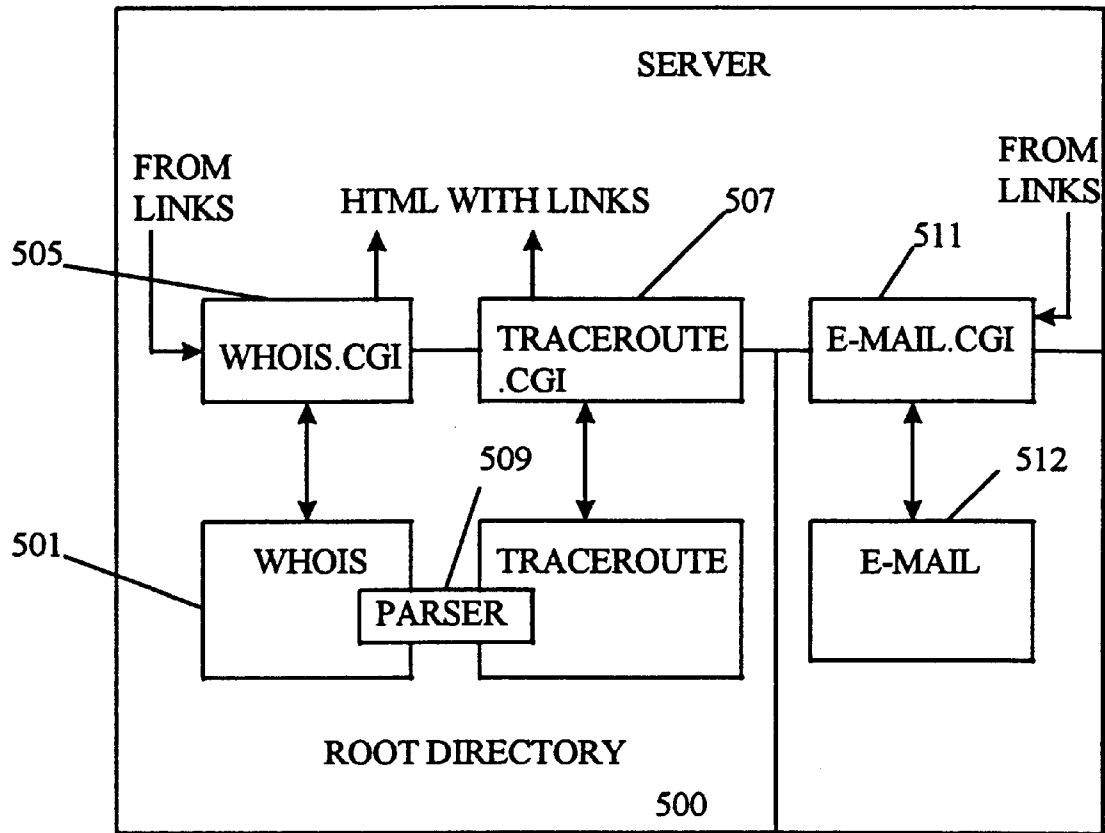 SERVER
FROM
LINKS
HTML WITH LINKS
507
FROM
LINKS
505
511
WHOIS.CGI
TRACEROUTE
.CGI
E-MAIL.CGI
509
512
501
WHOIS
TRACEROUTE
E-MAIL
PARSER
ROOT DIRECTORY
500